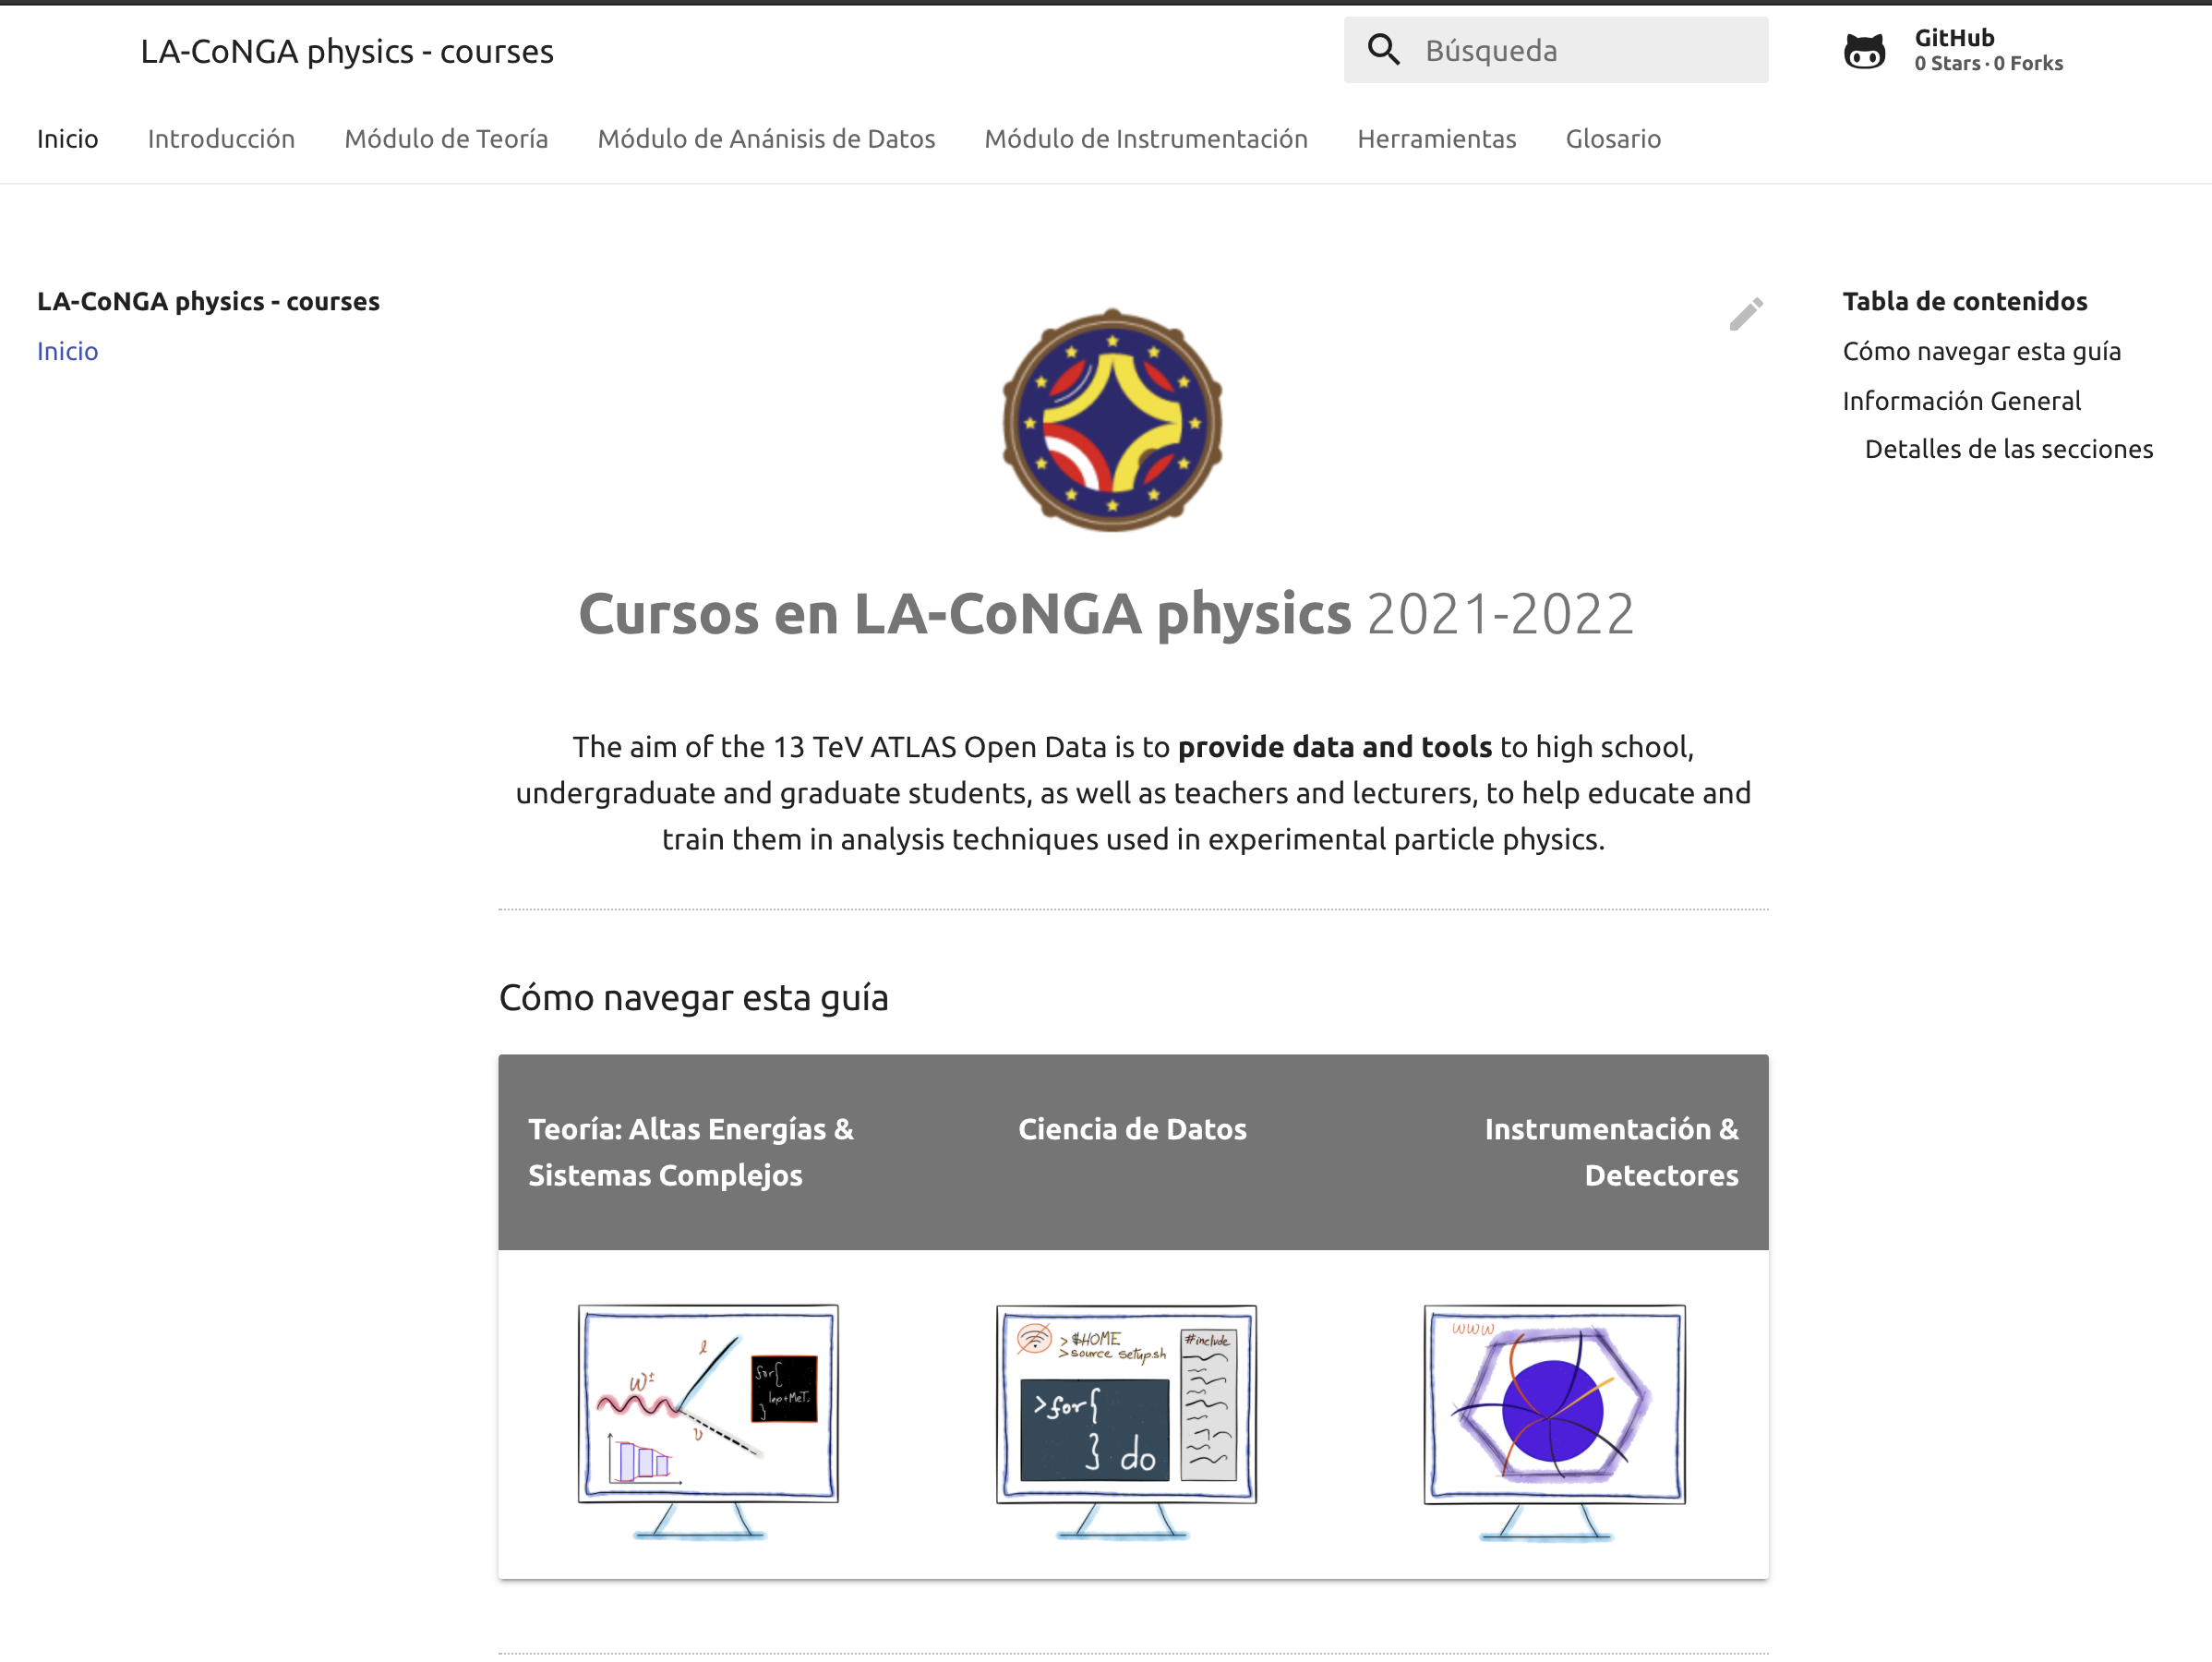 LA-CoNGA physics - courses
Búsqueda
GitHub
0 Stars · 0 Forks
Inicio Introducción Módulo de Teoría Módulo de Anánisis de Datos Módulo de Instrumentación Herramientas Glosario
LA-CoNGA physics - courses
Inicio
Tabla de contenidos
Cómo navegar esta guía
Información General
Detalles de las secciones
Cursos en LA-CoNGA physics 2021-2022
The aim of the 13 TeV ATLAS Open Data is to provide data and tools to high school,
undergraduate and graduate students, as well as teachers and lecturers, to help educate and
train them in analysis techniques used in experimental particle physics.
Cómo navegar esta guía
Teoría: Altas Energías &
Sistemas Complejos
Ciencia de Datos
Instrumentación &
Detectores
W±
l
ν
for{
lep+MeT,
}
> $HOME
>source setup.sh
#include
>for{
} do
www